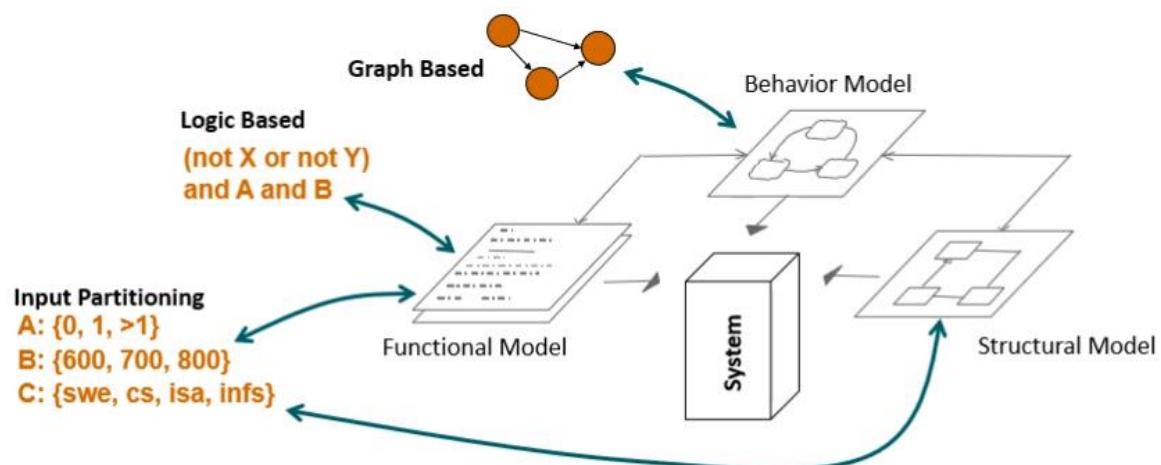 Graph Based
Behavior Model
Logic Based
(not X or not Y)
and A and B
Input Partitioning
A: {0, 1, >1}
B: {600, 700, 800}
C: {swe, cs, isa, infs}
Functional Model
System
Structural Model